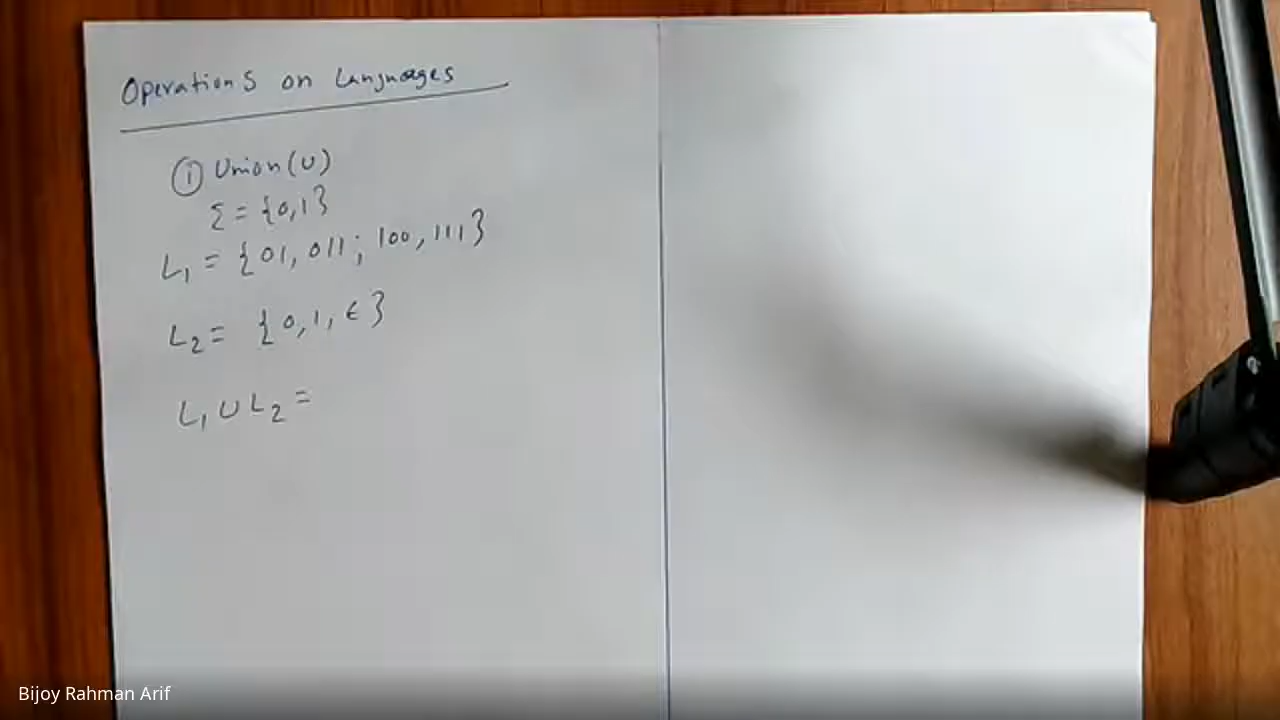 Operations on Languages
① Union (∪)
Σ = {0,1}
L₁ = {01, 011, 100, 111}
L₂ = {0, 1, ϵ}
L₁ ∪ L₂ =
Bijoy Rahman Arif